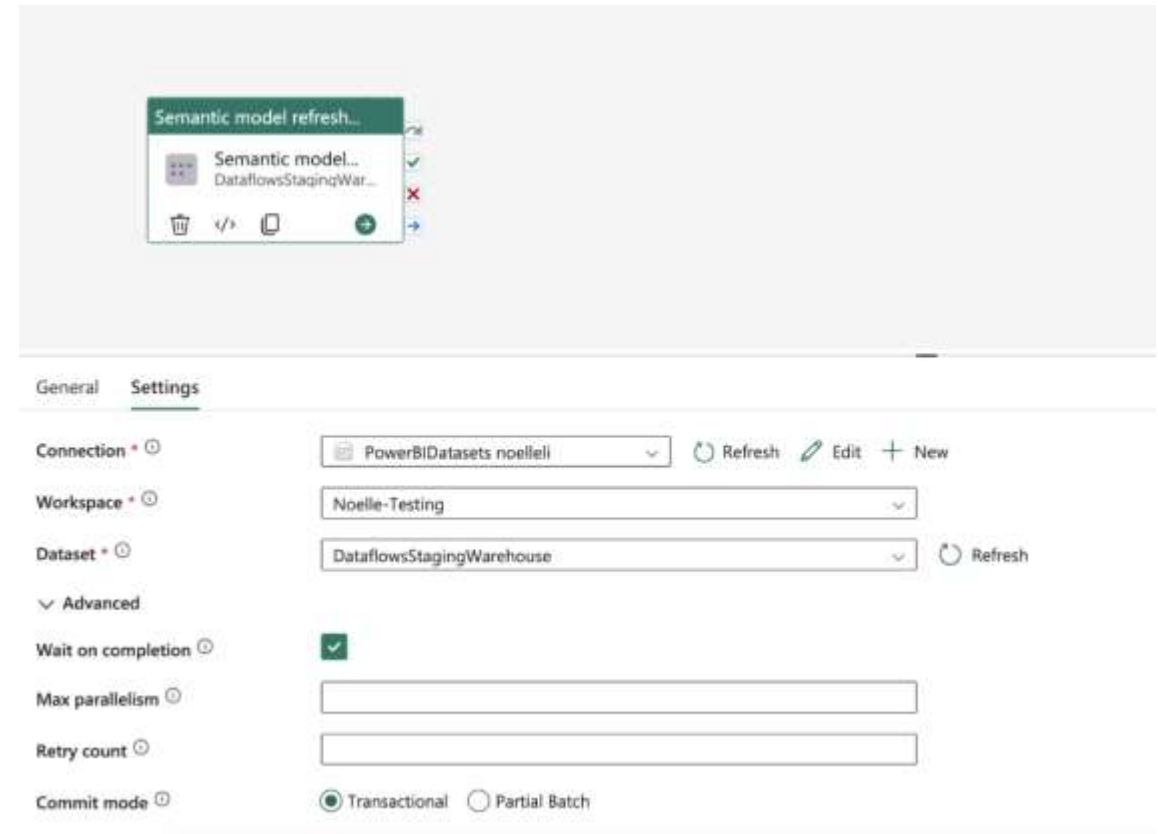 Semantic model refresh...
Semantic model...
DataflowsStagingWar...
</>
General Settings
Connection * PowerBIDatasets noelleli Refresh Edit New
Workspace * Noelle-Testing
Dataset * DataflowsStagingWarehouse Refresh
Advanced
Wait on completion
Max parallelism
Retry count
Commit mode Transactional Partial Batch